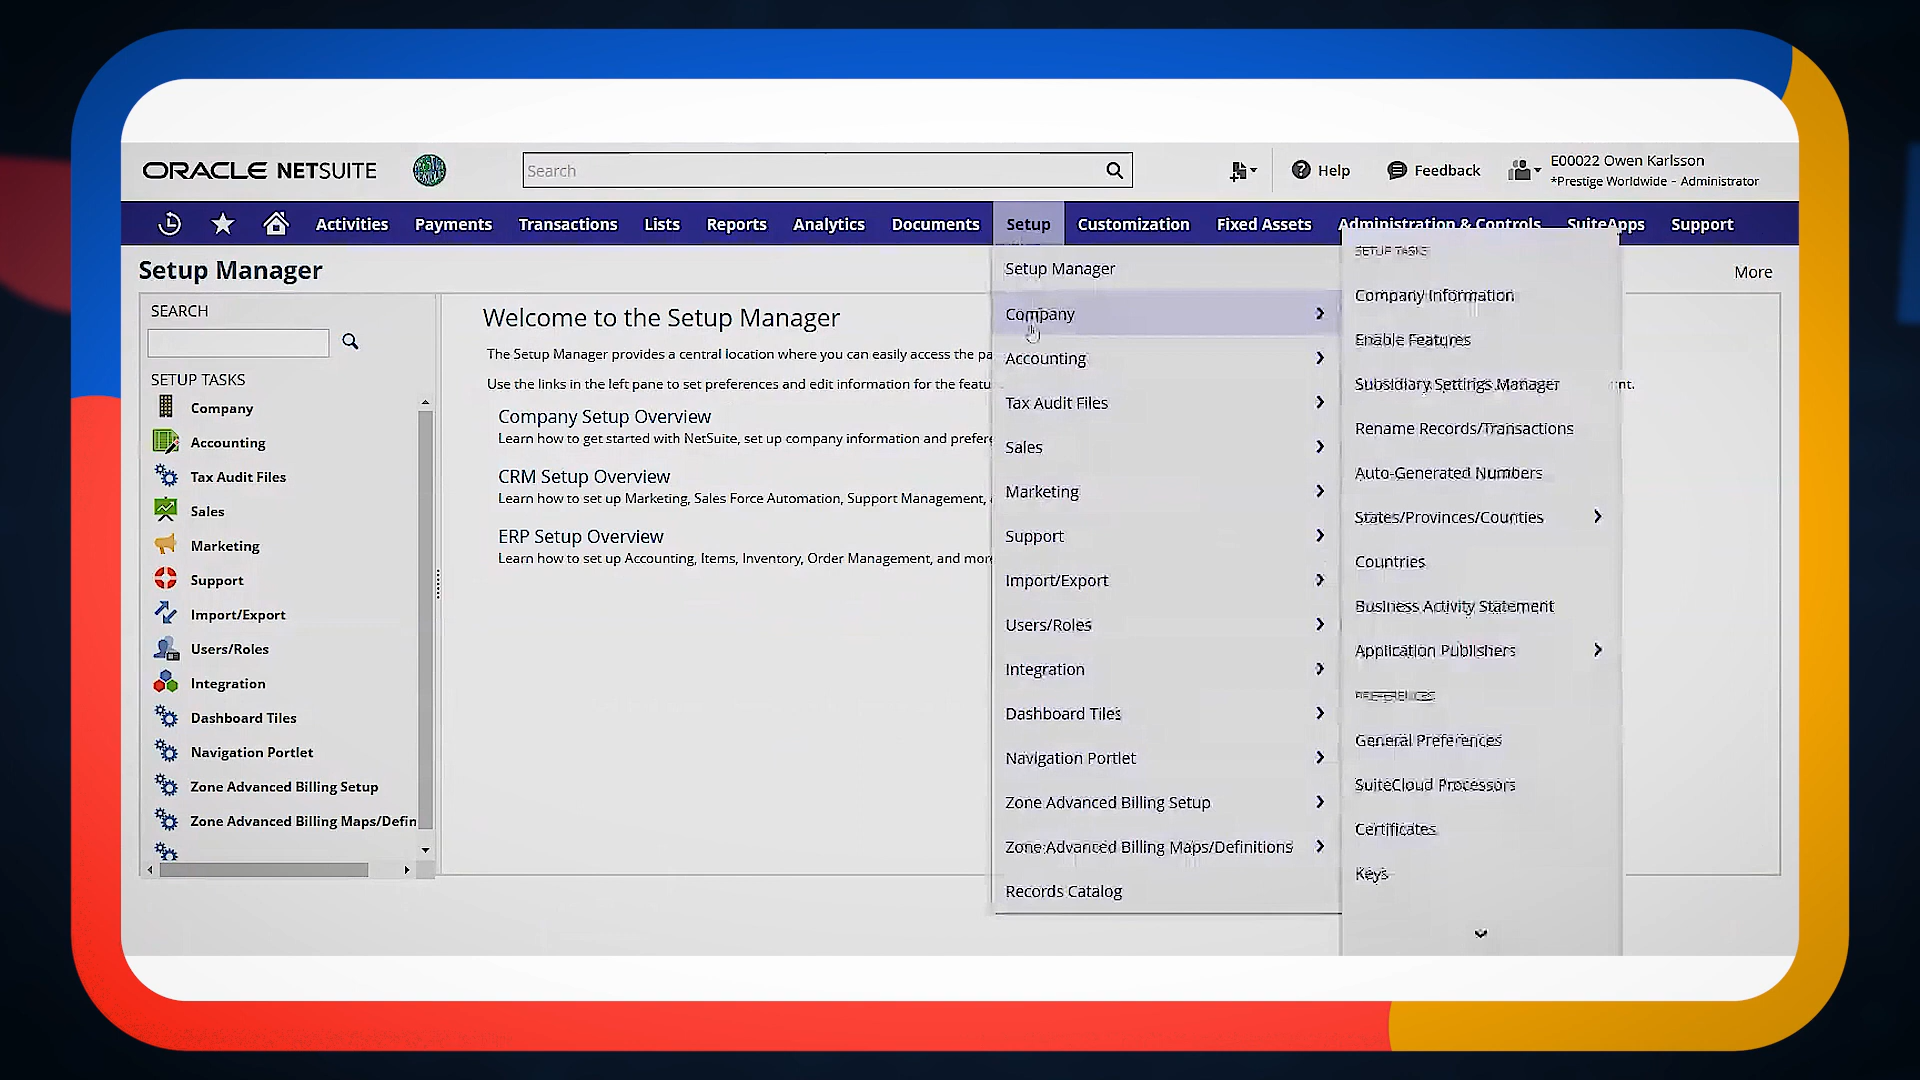 ORACLE NETSUITE
Search
Help
Feedback
E00022 Owen Karlsson
*Prestige Worldwide - Administrator
Activities
Payments
Transactions
Lists
Reports
Analytics
Documents
Setup
Customization
Fixed Assets
Administration & Controls
SuiteApps
Support
Setup Manager
More
SEARCH
SETUP TASKS
Company
Accounting
Tax Audit Files
Sales
Marketing
Support
Import/Export
Users/Roles
Integration
Dashboard Tiles
Navigation Portlet
Zone Advanced Billing Setup
Zone Advanced Billing Maps/Defin
Welcome to the Setup Manager
The Setup Manager provides a central location where you can easily access the pa
Use the links in the left pane to set preferences and edit information for the featu
Company Setup Overview
Learn how to get started with NetSuite, set up company information and prefere
CRM Setup Overview
Learn how to set up Marketing, Sales Force Automation, Support Management,
ERP Setup Overview
Learn how to set up Accounting, Items, Inventory, Order Management, and more
Setup Manager
Company
Accounting
Tax Audit Files
Sales
Marketing
Support
Import/Export
Users/Roles
Integration
Dashboard Tiles
Navigation Portlet
Zone Advanced Billing Setup
Zone Advanced Billing Maps/Definitions
Records Catalog
SETUP TASKS
Company Information
Enable Features
Subsidiary Settings Manager
Rename Records/Transactions
Auto-Generated Numbers
States/Provinces/Counties
Countries
Business Activity Statement
Application Publishers
PREFERENCES
General Preferences
SuiteCloud Processors
Certificates
Keys